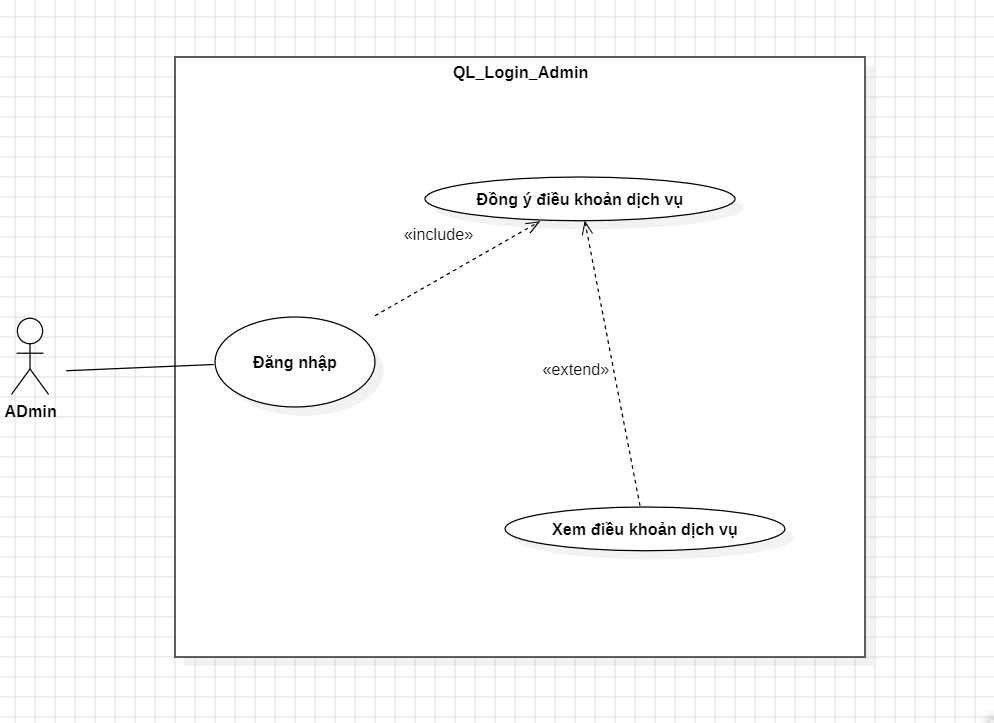 QL_Login_Admin
Đồng ý điều khoản dịch vụ
«include»
Đăng nhập
«extend»
ADmin
Xem điều khoản dịch vụ